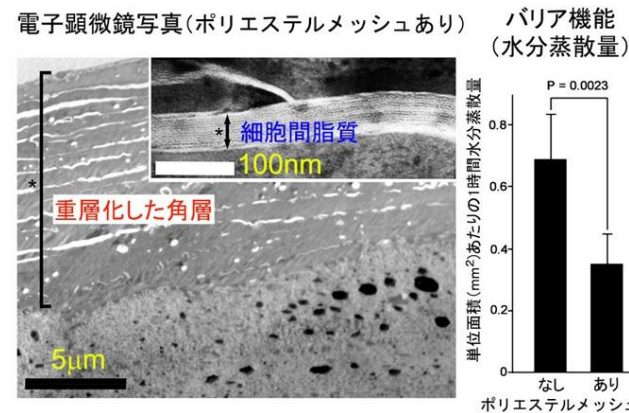 電子顕微鏡写真(ポリエステルメッシュあり)
*
細胞間脂質
100nm
*
重層化した角層
5μm
バリア機能
(水分蒸散量)
P = 0.0023
単位面積(mm²)あたりの1時間水分蒸散量
0.8
0.6
0.4
0.2
0
なし
あり
ポリエステルメッシュ